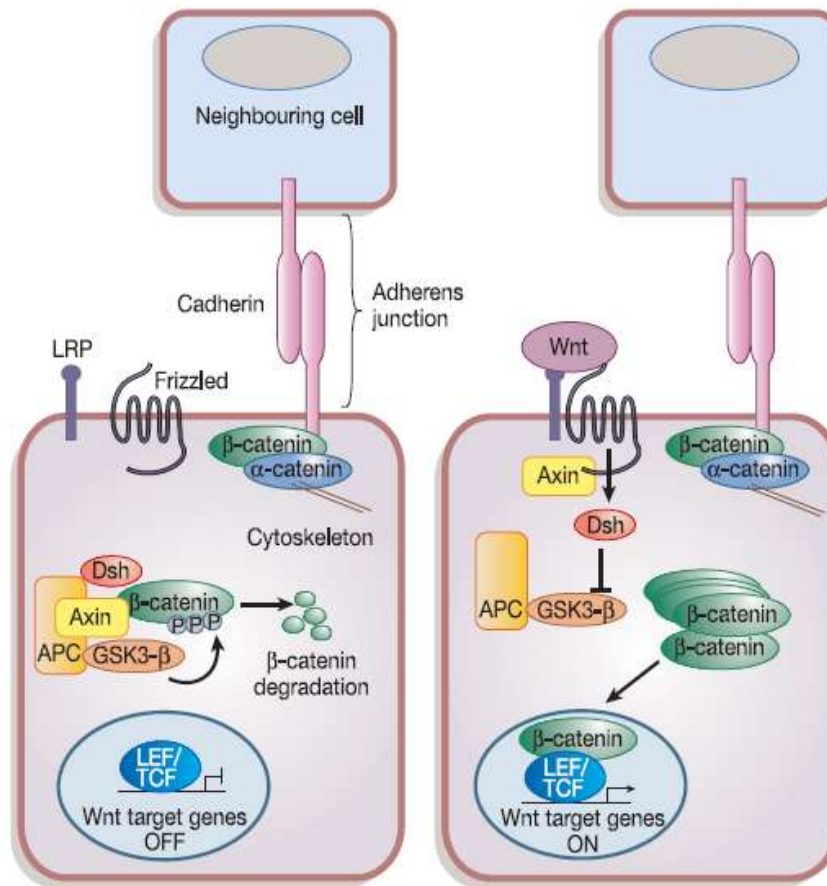 Neighbouring cell
Cadherin
Adherens
junction
LRP
Frizzled
β-catenin
α-catenin
Cytoskeleton
Dsh
β-catenin
Axin
P P P
APC
GSK3-β
β-catenin
degradation
LEF/
TCF
Wnt target genes
OFF
Wnt
β-catenin
α-catenin
Axin
Dsh
APC
GSK3-β
β-catenin
β-catenin
β-catenin
LEF/
TCF
Wnt target genes
ON